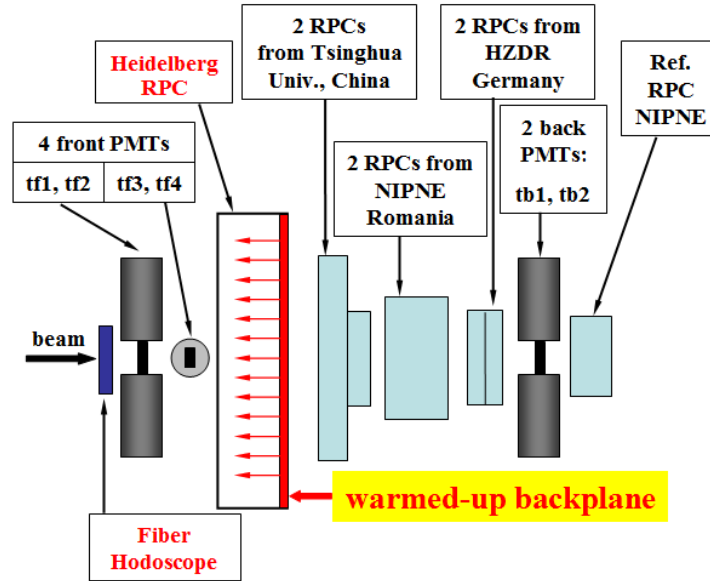 2 RPCs
from Tsinghua
Univ., China
2 RPCs from
HZDR
Germany
Heidelberg
RPC
Ref.
RPC
NIPNE
4 front PMTs
tf1, tf2
tf3, tf4
2 RPCs from
NIPNE
Romania
2 back
PMTs:
tb1, tb2
beam
warmed-up backplane
Fiber
Hodoscope